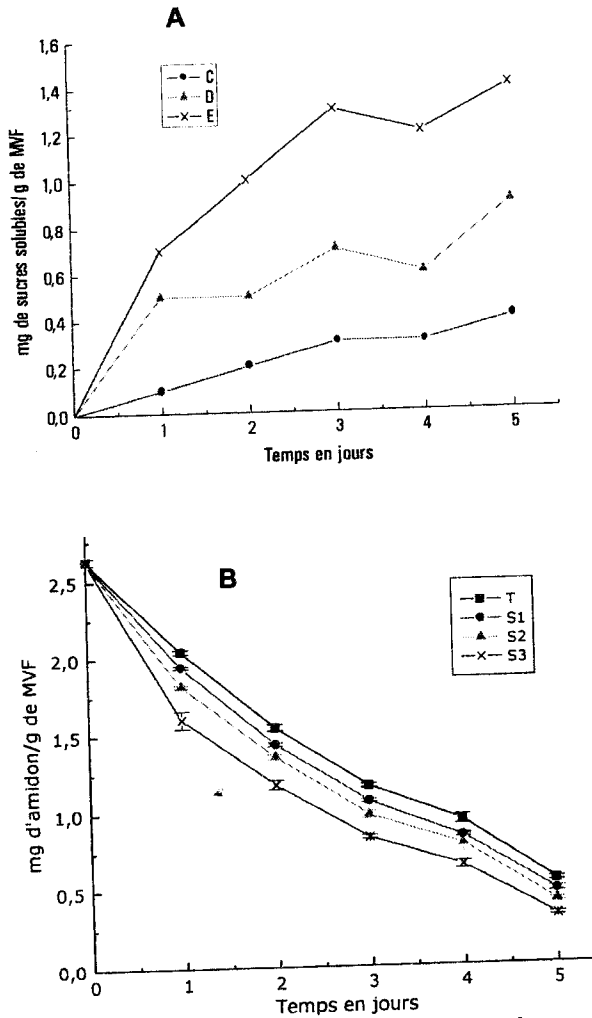 A
1,6
1,4
1,2
1,0
0,8
0,6
0,4
0,2
0,0
mg de sucres solubles/g de MVF
C
D
E
0 1 2 3 4 5
Temps en jours
B
2,5
2,0
1,5
1,0
0,5
0,0
mg d'amidon/g de MVF
T
S1
S2
S3
0 1 2 3 4 5
Temps en jours